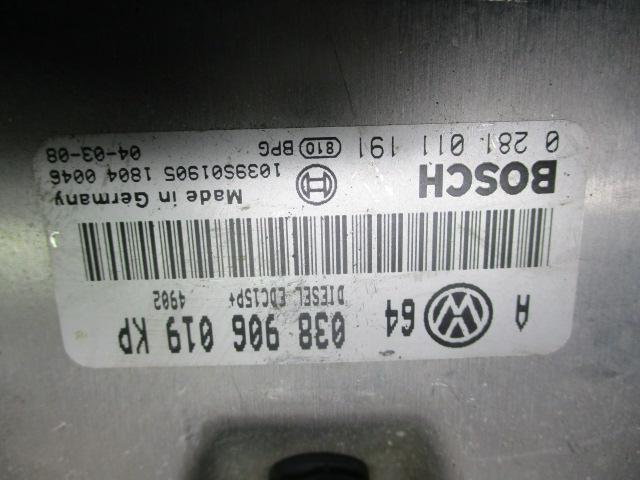 A 64 038 906 019 KP
DIESEL EDC15P+ 4902
BOSCH Made in Germany
1039S01905 1804 0046
0 281 011 191 810 BPG 04-03-08